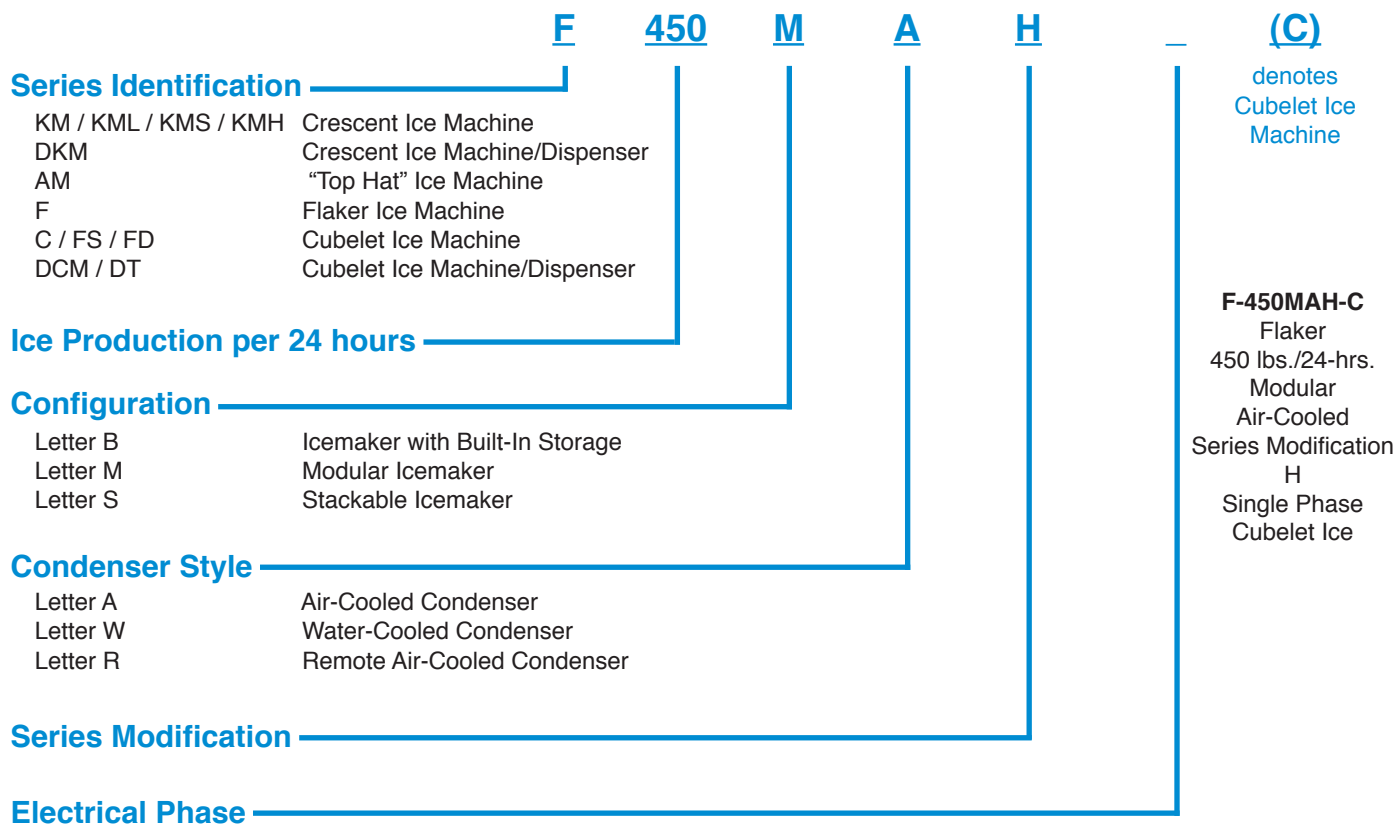 F 450 M A H _ (C)
denotes
Cubelet Ice
Machine
Series Identification
KM / KML / KMS / KMH Crescent Ice Machine
DKM Crescent Ice Machine/Dispenser
AM “Top Hat” Ice Machine
F Flaker Ice Machine
C / FS / FD Cubelet Ice Machine
DCM / DT Cubelet Ice Machine/Dispenser
Ice Production per 24 hours
Configuration
Letter B Icemaker with Built-In Storage
Letter M Modular Icemaker
Letter S Stackable Icemaker
Condenser Style
Letter A Air-Cooled Condenser
Letter W Water-Cooled Condenser
Letter R Remote Air-Cooled Condenser
Series Modification
Electrical Phase
F-450MAH-C
Flaker
450 lbs./24-hrs.
Modular
Air-Cooled
Series Modification
H
Single Phase
Cubelet Ice